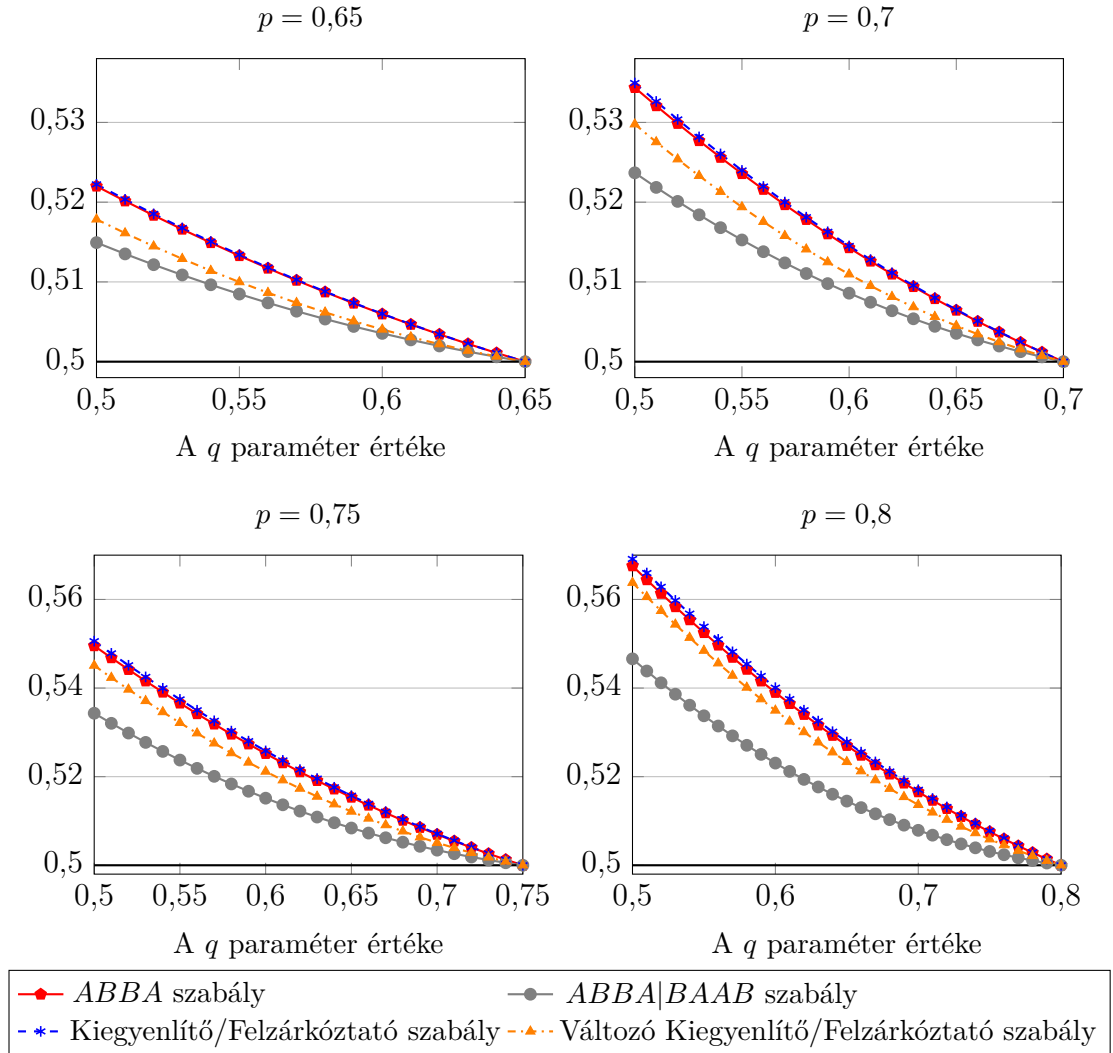 p = 0,65
0,53
0,52
0,51
0,5
0,5 0,55 0,6 0,65
A q paraméter értéke
p = 0,7
0,53
0,52
0,51
0,5
0,5 0,55 0,6 0,65 0,7
A q paraméter értéke
p = 0,75
0,56
0,54
0,52
0,5
0,5 0,55 0,6 0,65 0,7 0,75
A q paraméter értéke
p = 0,8
0,56
0,54
0,52
0,5
0,5 0,6 0,7 0,8
A q paraméter értéke
ABBA szabály
ABBA|BAAB szabály
Kiegyenlítő/Felzárkóztató szabály
Változó Kiegyenlítő/Felzárkóztató szabály